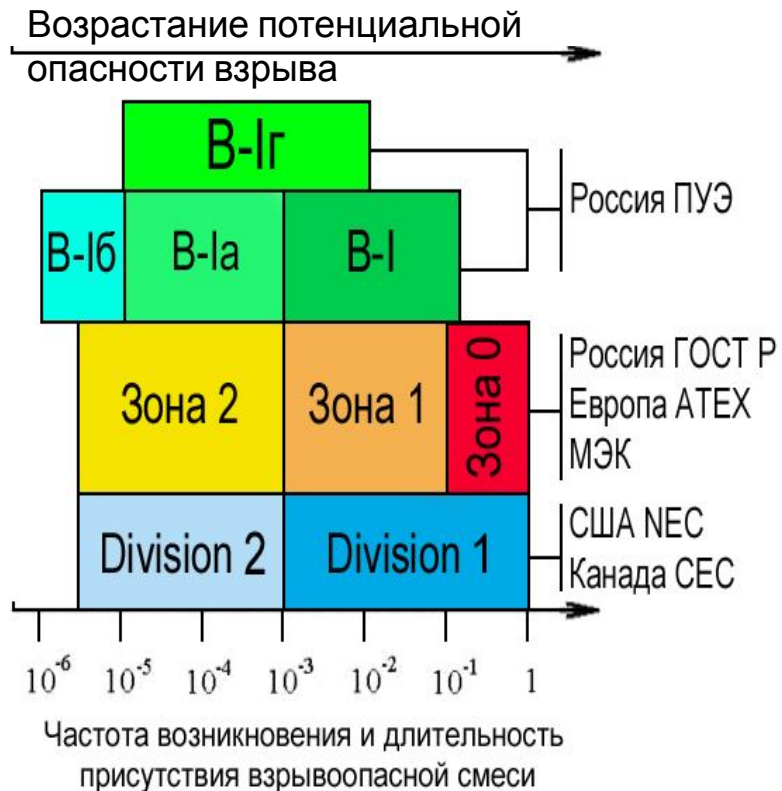 Возрастание потенциальной
опасности взрыва
В-Iг
В-Iб
В-Iа
В-I
Россия ПУЭ
Зона 2
Зона 1
Зона 0
Россия ГОСТ Р
Европа АТЕХ
МЭК
Division 2
Division 1
США NEC
Канада CEC
10⁻⁶ 10⁻⁵ 10⁻⁴ 10⁻³ 10⁻² 10⁻¹ 1
Частота возникновения и длительность
присутствия взрывоопасной смеси